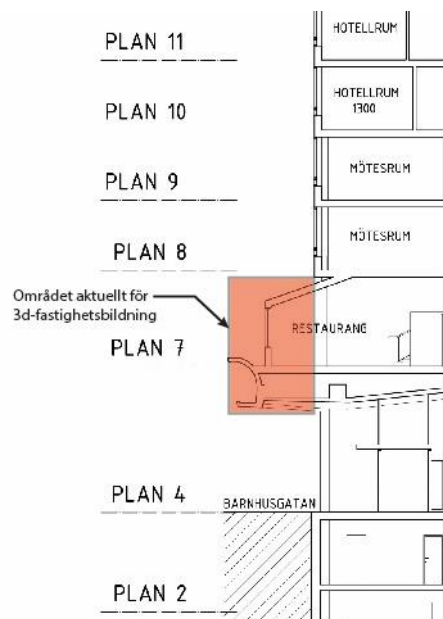 HOTELLRUM
PLAN 11
HOTELLRUM
1300
PLAN 10
MÖTESRUM
PLAN 9
MÖTESRUM
PLAN 8
Området aktuellt för
3d-fastighetsbildning
RESTAURANG
PLAN 7
PLAN 4
BARNHUSGATAN
PLAN 2